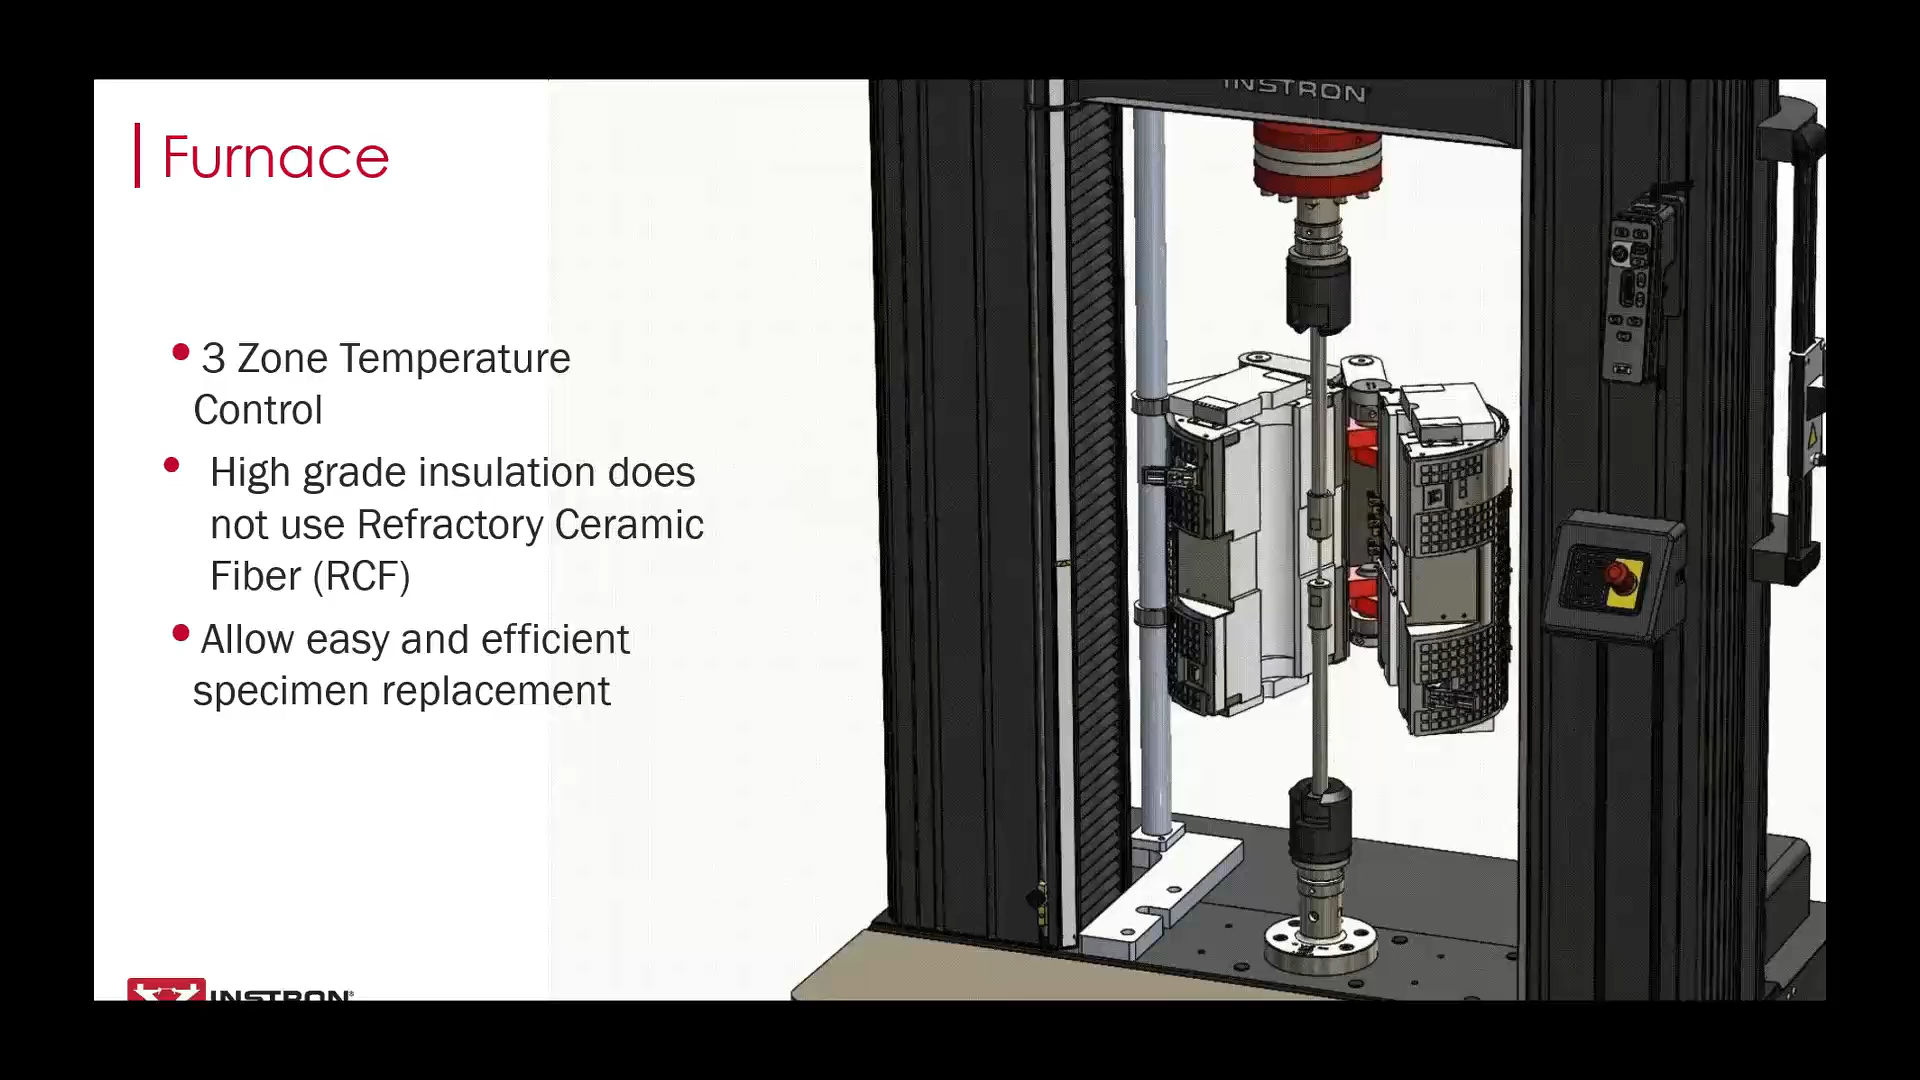 INSTRON
Furnace
3 Zone Temperature
Control
High grade insulation does
not use Refractory Ceramic
Fiber (RCF)
Allow easy and efficient
specimen replacement
INSTRON®